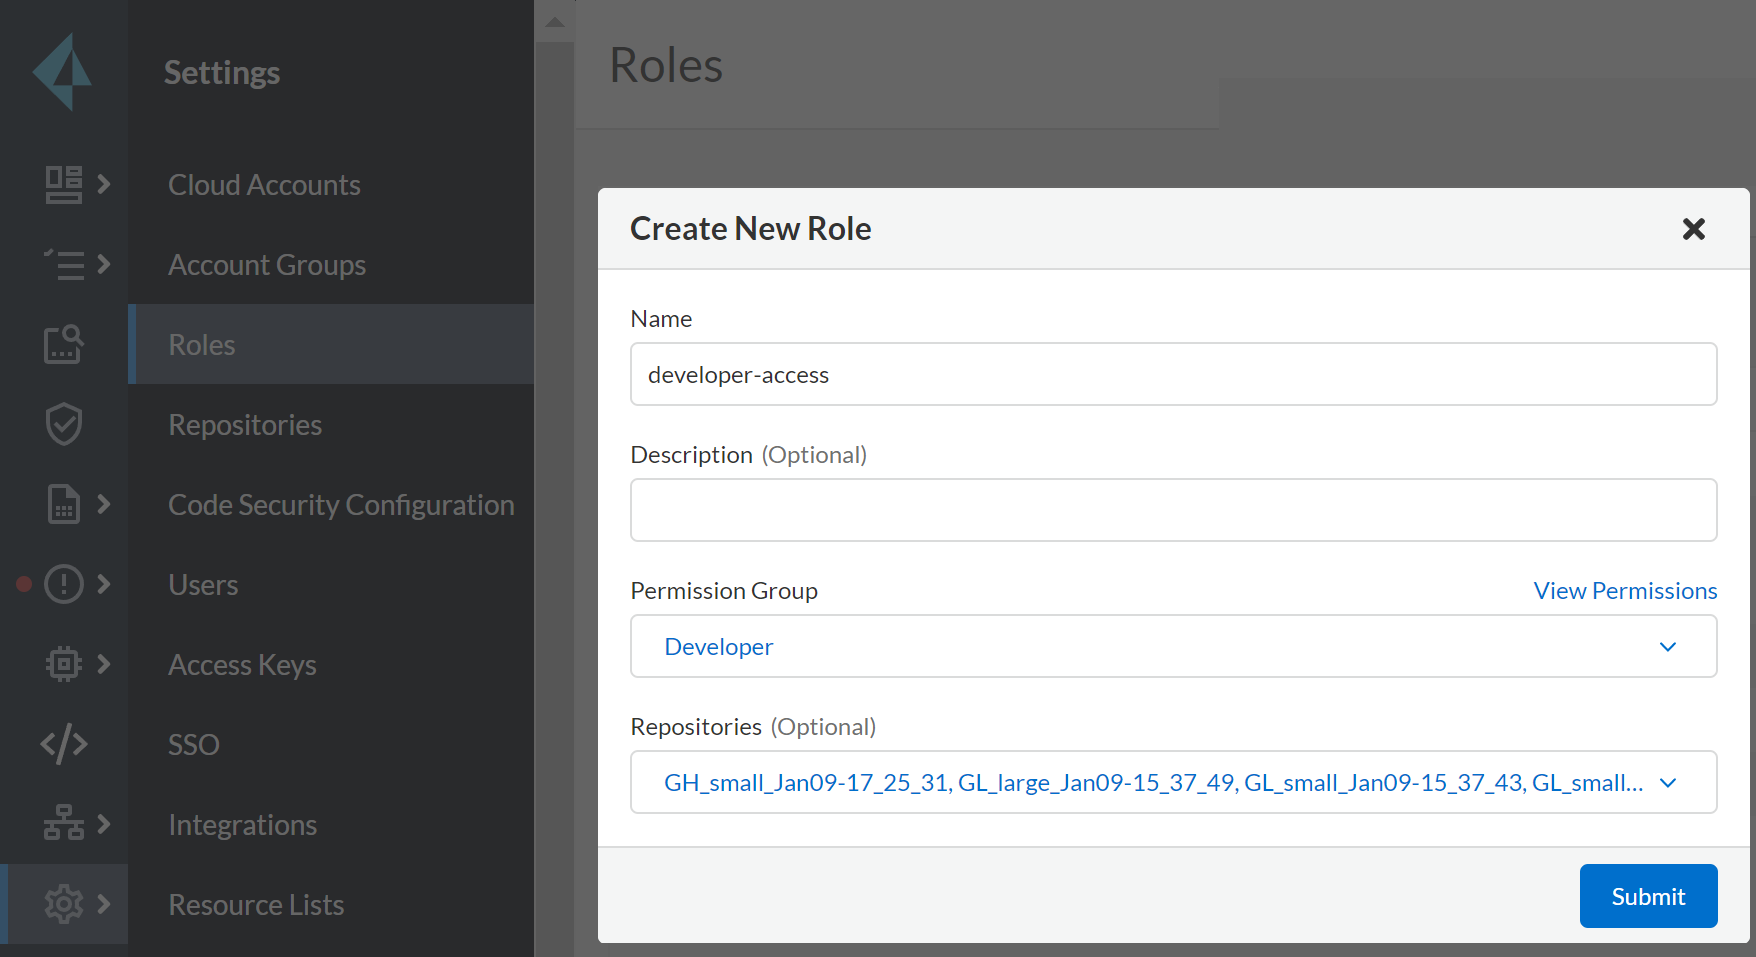 Settings
Cloud Accounts
Account Groups
Roles
Repositories
Code Security Configuration
Users
Access Keys
SSO
Integrations
Resource Lists
Roles
Create New Role
Name
developer-access
Description (Optional)
Permission Group View Permissions
Developer
Repositories (Optional)
GH_small_Jan09-17_25_31, GL_large_Jan09-15_37_49, GL_small_Jan09-15_37_43, GL_small...
Submit